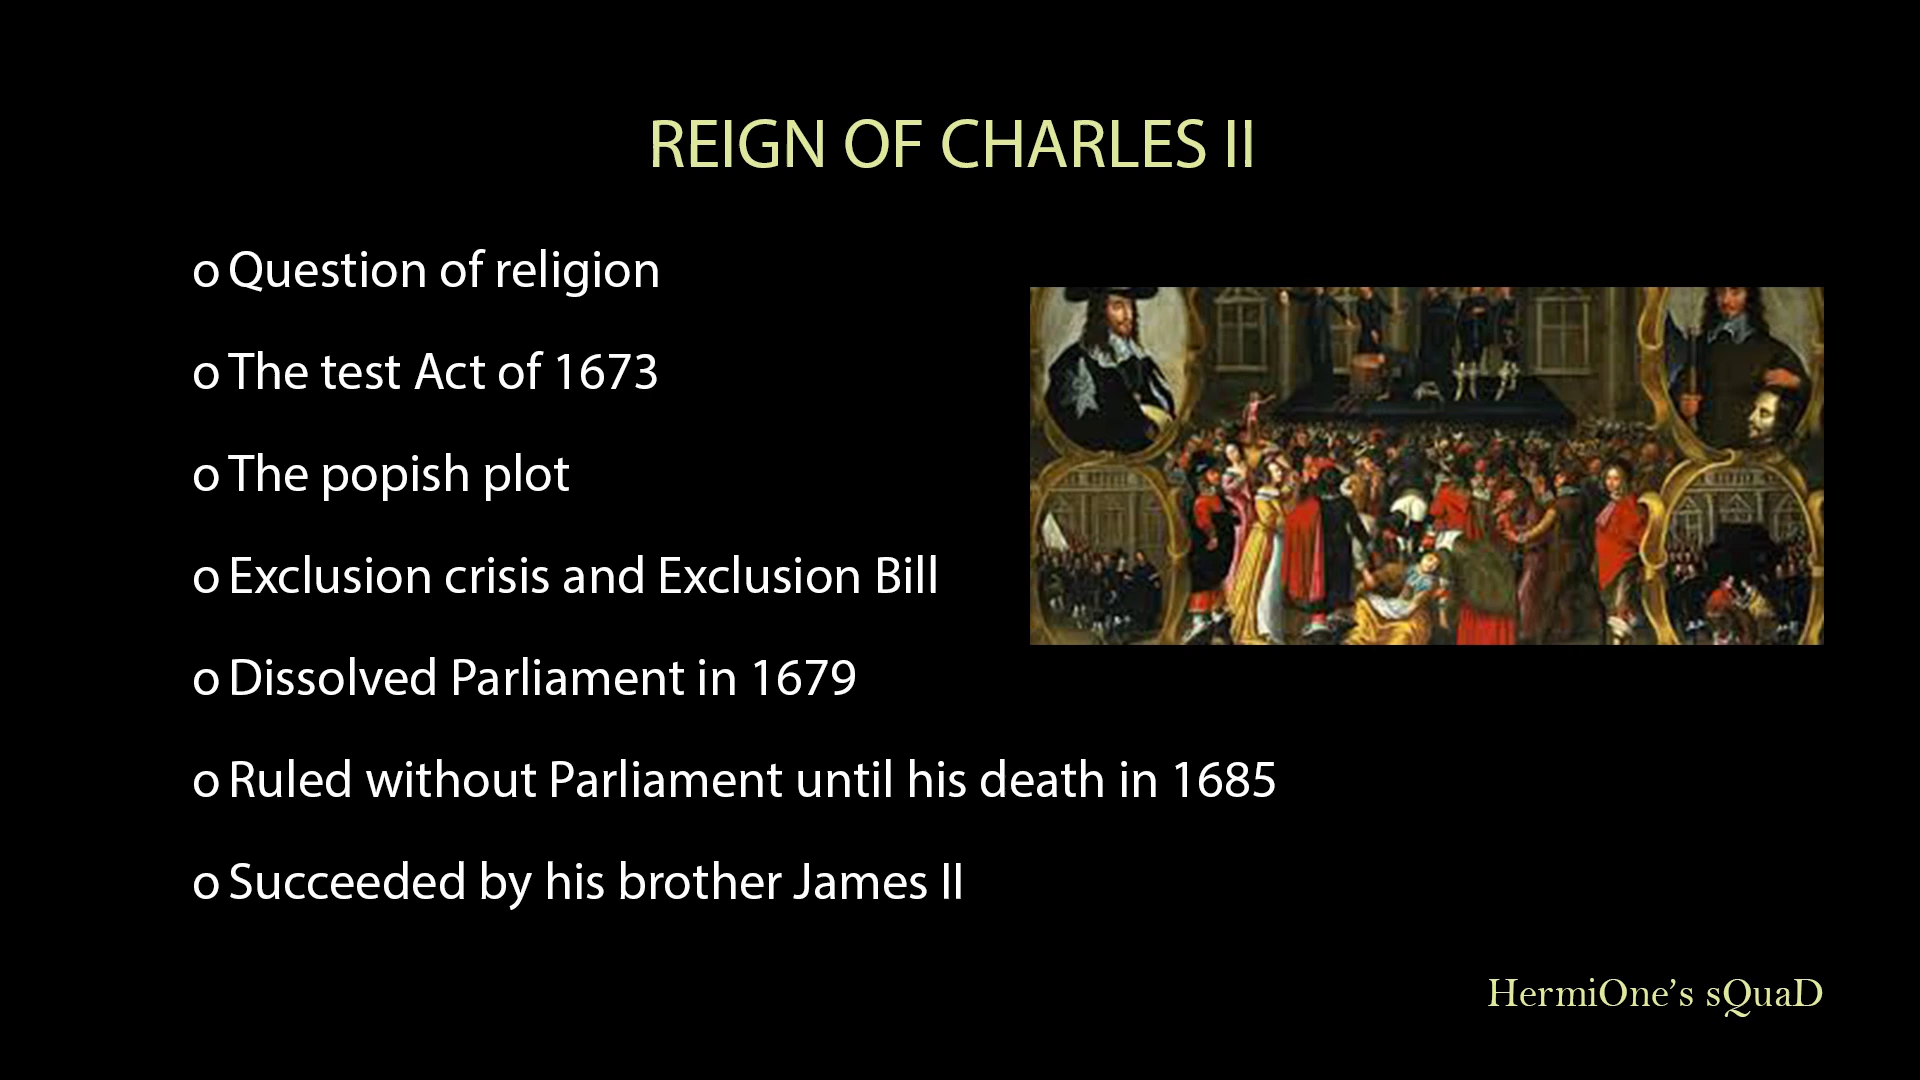 REIGN OF CHARLES II
o Question of religion
o The test Act of 1673
o The popish plot
o Exclusion crisis and Exclusion Bill
o Dissolved Parliament in 1679
o Ruled without Parliament until his death in 1685
o Succeeded by his brother James II
HermiOne’s sQuaD